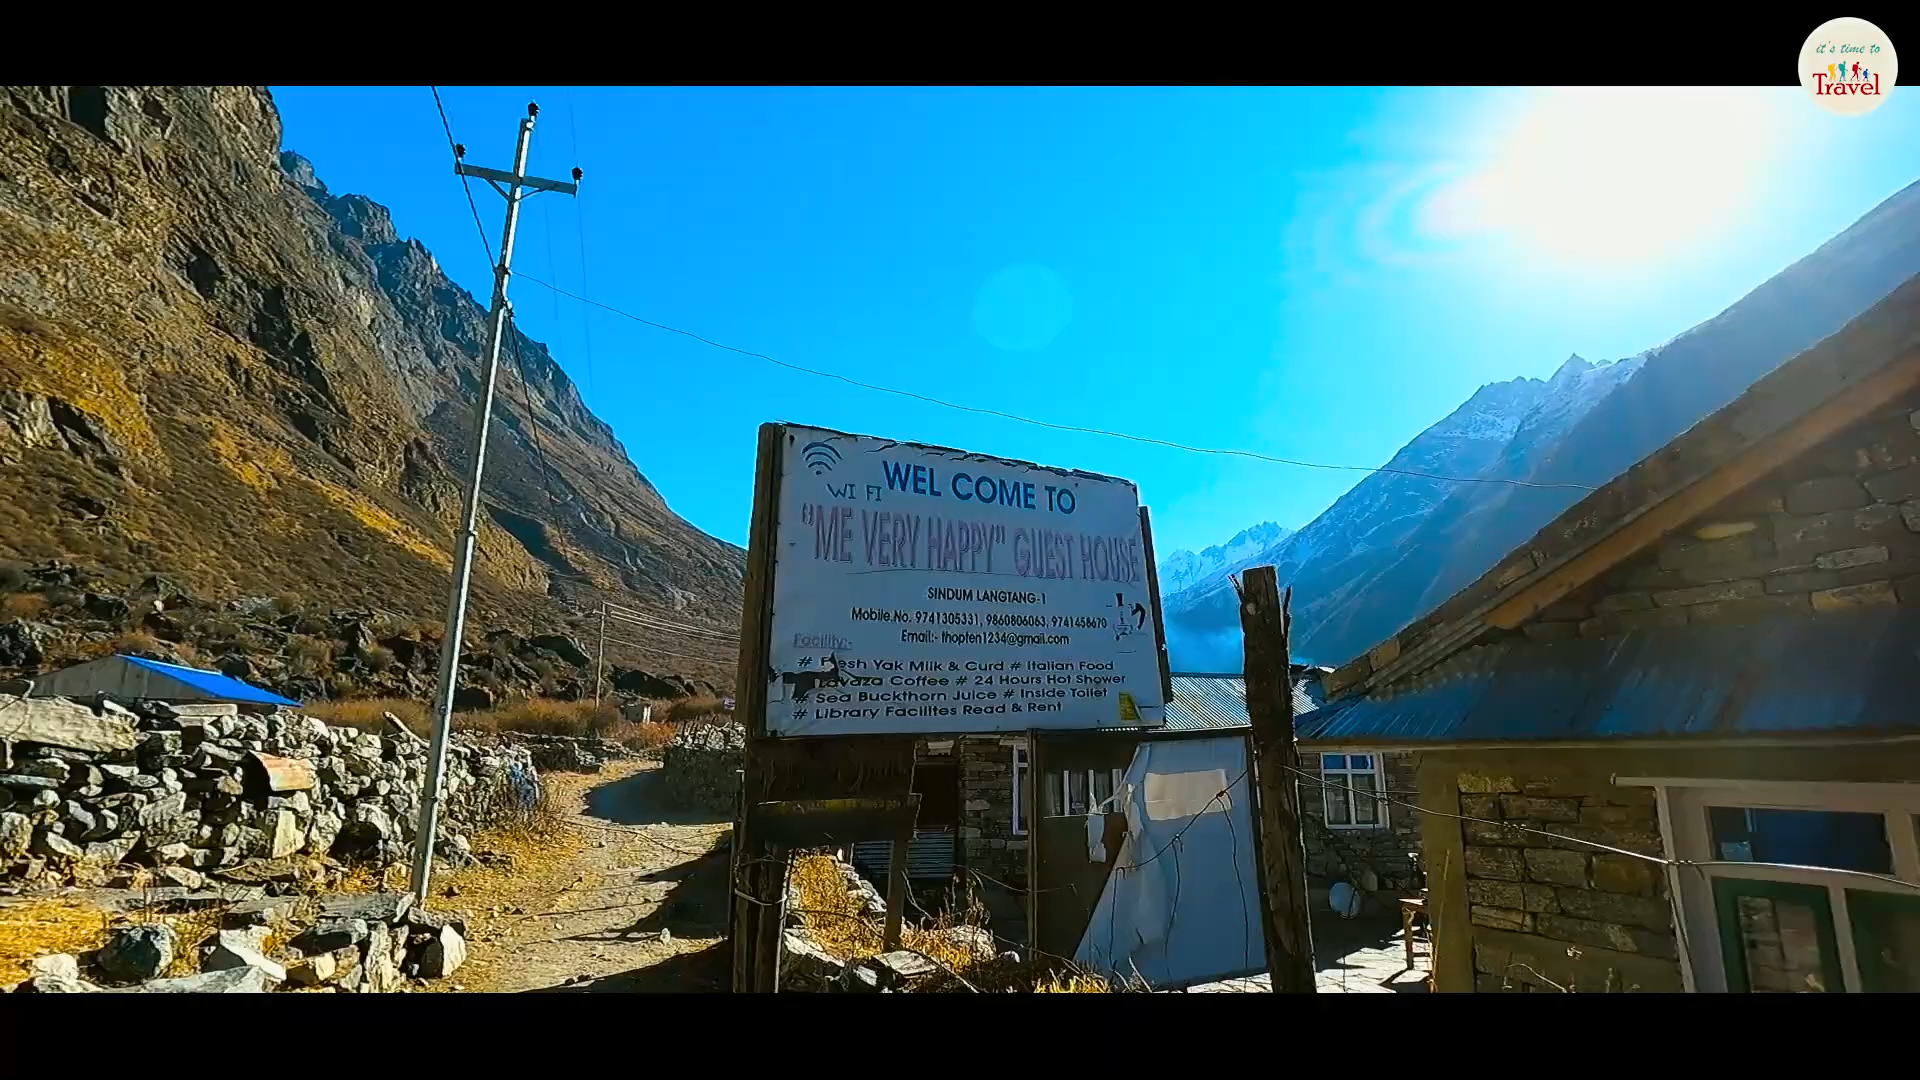 it's time to
Travel
WI FI
WEL COME TO
"ME VERY HAPPY" GUEST HOUSE
SINDUM LANGTANG-1
Mobile.No. 9741305331, 9860806063, 9741458670
Email:- thopten1234@gmail.com
Facility:-
# Fresh Yak Milk & Curd # Italian Food
Lavaza Coffee # 24 Hours Hot Shower
# Sea Buckthorn Juice # Inside Toilet
# Library Facilites Read & Rent